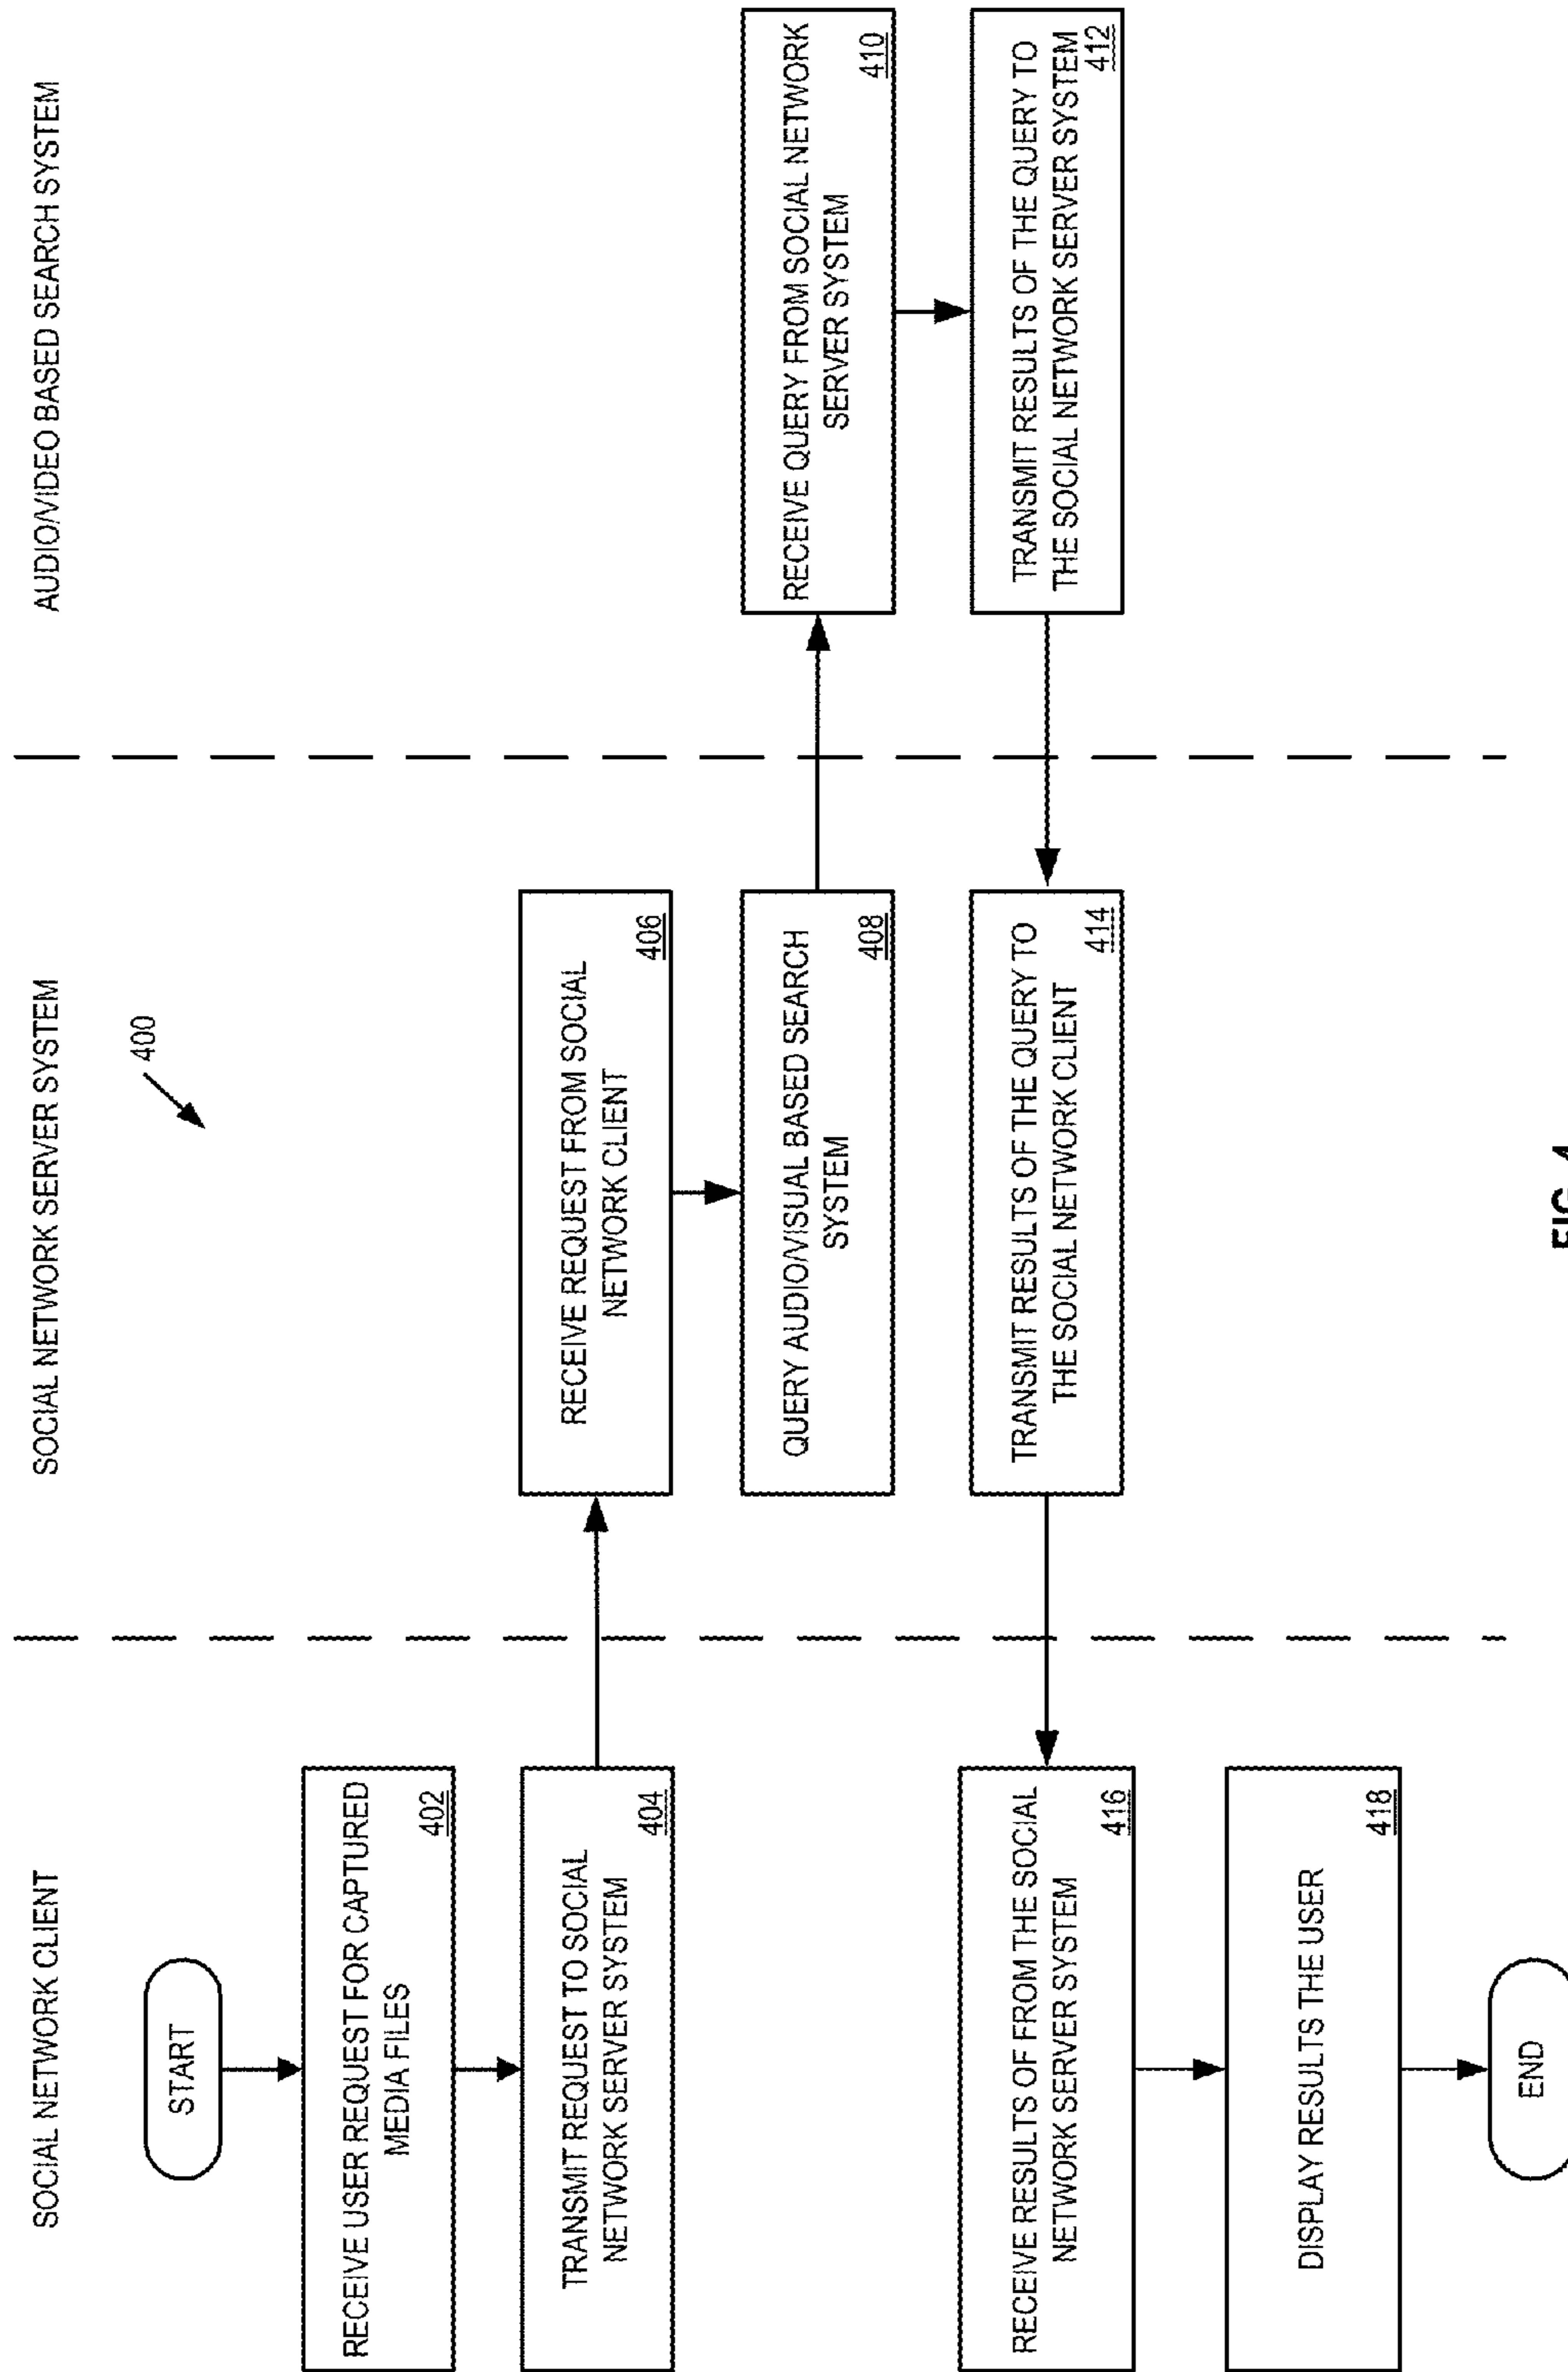 SOCIAL NETWORK CLIENT
SOCIAL NETWORK SERVER SYSTEM
AUDIO/VIDEO BASED SEARCH SYSTEM
400
START
RECEIVE USER REQUEST FOR CAPTURED
MEDIA FILES
402
TRANSMIT REQUEST TO SOCIAL
NETWORK SERVER SYSTEM
404
RECEIVE REQUEST FROM SOCIAL
NETWORK CLIENT
406
QUERY AUDIO/VISUAL BASED SEARCH
SYSTEM
408
RECEIVE QUERY FROM SOCIAL NETWORK
SERVER SYSTEM
410
TRANSMIT RESULTS OF THE QUERY TO
THE SOCIAL NETWORK SERVER SYSTEM
412
TRANSMIT RESULTS OF THE QUERY TO
THE SOCIAL NETWORK CLIENT
414
RECEIVE RESULTS OF FROM THE SOCIAL
NETWORK SERVER SYSTEM
416
DISPLAY RESULTS THE USER
418
END
FIG 4